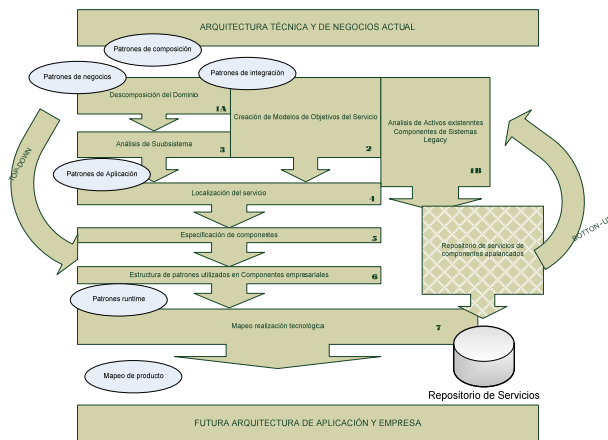 ARQUITECTURA TÉCNICA Y DE NEGOCIOS ACTUAL
Patrones de composición
Patrones de negocios
Patrones de integración
Descomposición del Dominio
1A
Creación de Modelos de Objetivos del Servicio
2
Analisis de Activos existenntes
Componentes de Sistemas
Legacy
1B
Análisis de Suubsistema
3
Patrones de Aplicación
TOP-DOWN
Localización del servicio
4
BOTTON-U
Especificación de componentes
5
Repositorio de servicios de
componentes apalancados
Estructura de patrones utilizados en Componentes empresariales
6
Patrones runtime
Mapeo realización tecnológica
7
Mapeo de producto
Repositorio de Servicios
FUTURA ARQUITECTURA DE APLICACIÓN Y EMPRESA